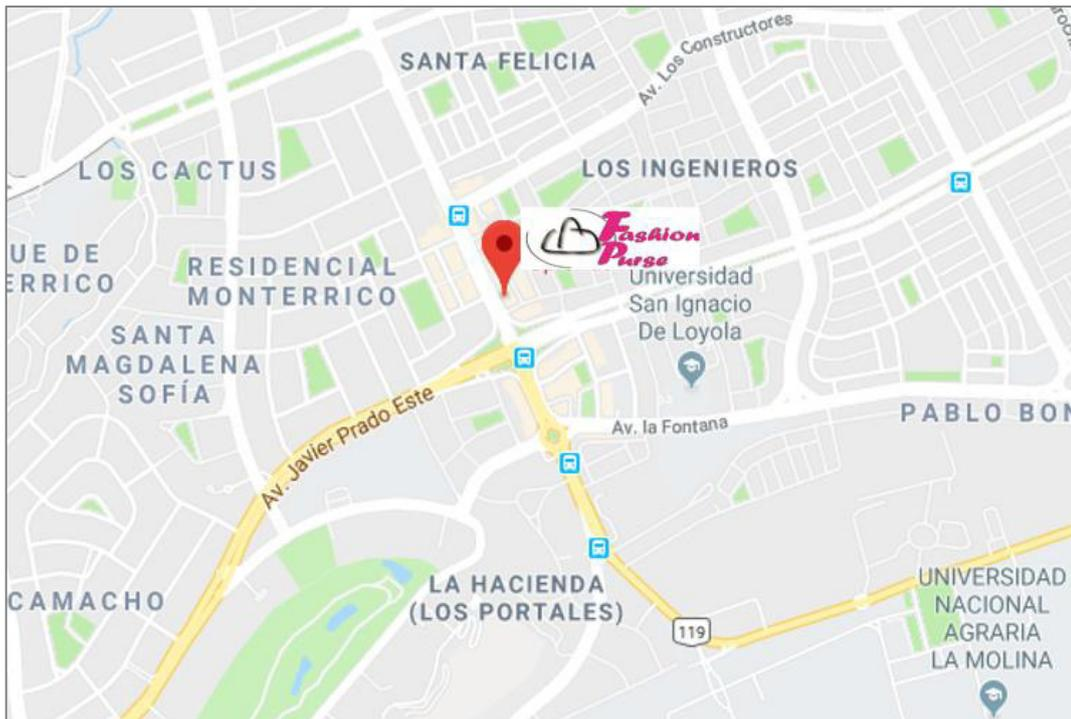 SANTA FELICIA
Av. Los Constructores
LOS CACTUS
LOS INGENIEROS
UE DE
ERRICO
RESIDENCIAL
MONTERRICO
Fashion
Purse
Universidad
San Ignacio
De Loyola
SANTA
MAGDALENA
SOFÍA
Av. Javier Prado Este
Av. la Fontana
PABLO BON
CAMACHO
LA HACIENDA
(LOS PORTALES)
119
UNIVERSIDAD
NACIONAL
AGRARIA
LA MOLINA